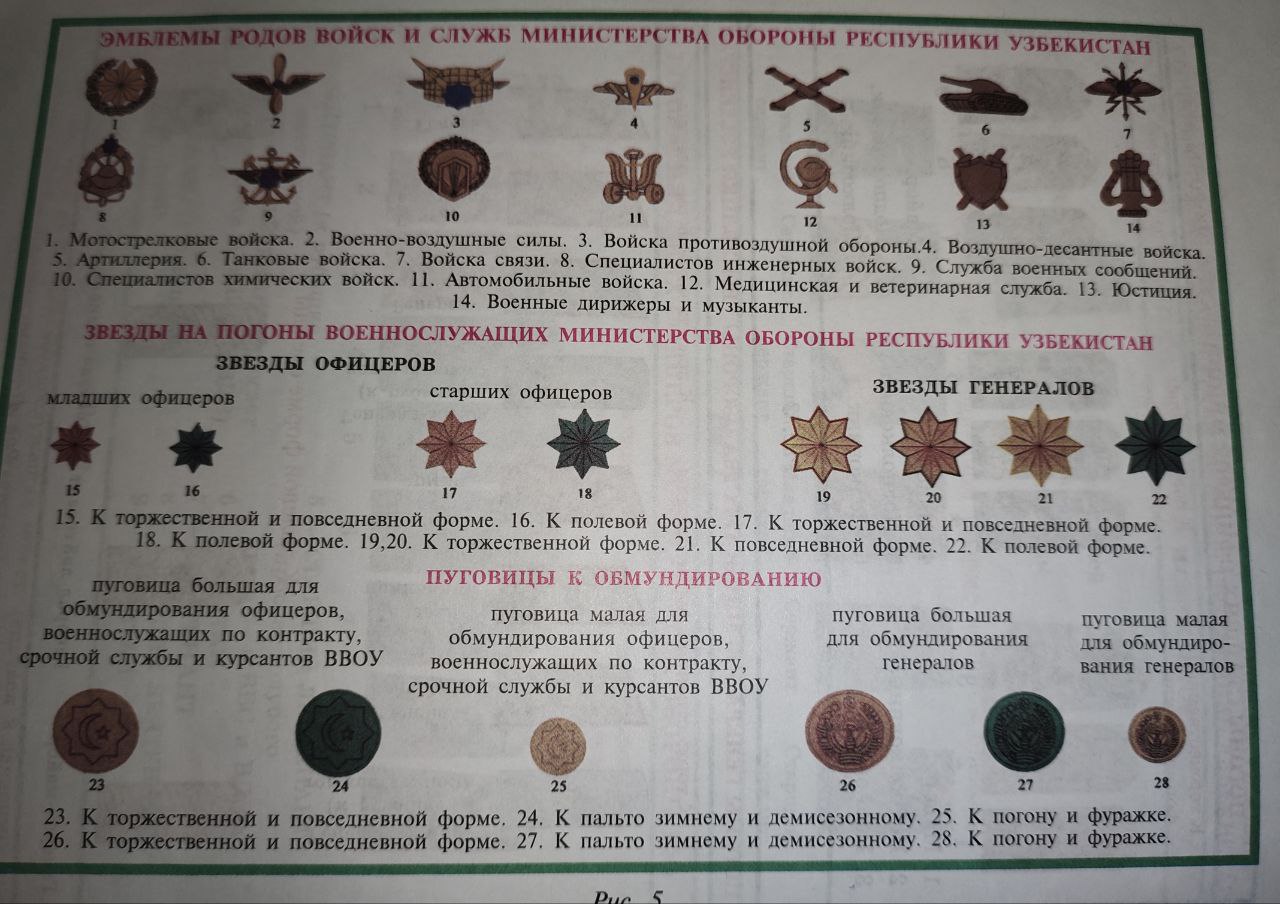 ЭМБЛЕМЫ РОДОВ ВОЙСК И СЛУЖБ МИНИСТЕРСТВА ОБОРОНЫ РЕСПУБЛИКИ УЗБЕКИСТАН
1 2 3 4 5 6 7
8 9 10 11 12 13 14
1. Мотострелковые войска. 2. Военно-воздушные силы. 3. Войска противоздушной обороны.4. Воздушно-десантные войска.
5. Артиллерия. 6. Танковые войска. 7. Войска связи. 8. Специалистов инженерных войск. 9. Служба военных сообщений.
10. Специалистов химических войск. 11. Автомобильные войска. 12. Медицинская и ветеринарная служба. 13. Юстиция.
14. Военные дирижеры и музыканты.
ЗВЕЗДЫ НА ПОГОНЫ ВОЕННОСЛУЖАЩИХ МИНИСТЕРСТВА ОБОРОНЫ РЕСПУБЛИКИ УЗБЕКИСТАН
ЗВЕЗДЫ ОФИЦЕРОВ
младших офицеров
старших офицеров
ЗВЕЗДЫ ГЕНЕРАЛОВ
15 16 17 18 19 20 21 22
15. К торжественной и повседневной форме. 16. К полевой форме. 17. К торжественной и повседневной форме.
18. К полевой форме. 19,20. К торжественной форме. 21. К повседневной форме. 22. К полевой форме.
ПУГОВИЦЫ К ОБМУНДИРОВАНИЮ
пуговица большая для
обмундирования офицеров,
военнослужащих по контракту,
срочной службы и курсантов ВВОУ
пуговица малая для
обмундирования офицеров,
военнослужащих по контракту,
срочной службы и курсантов ВВОУ
пуговица большая
для обмундирования
генералов
пуговица малая
для обмундиро-
вания генералов
23 24 25 26 27 28
23. К торжественной и повседневной форме. 24. К пальто зимнему и демисезонному. 25. К погону и фуражке.
26. К торжественной и повседневной форме. 27. К пальто зимнему и демисезонному. 28. К погону и фуражке.
Рис. 5